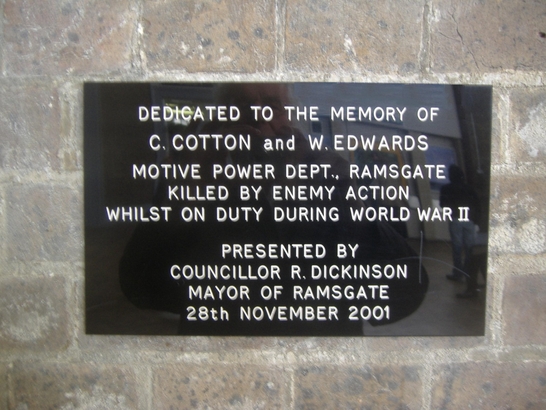 DEDICATED TO THE MEMORY OF
C. COTTON and W. EDWARDS
MOTIVE POWER DEPT., RAMSGATE
KILLED BY ENEMY ACTION
WHILST ON DUTY DURING WORLD WAR II
PRESENTED BY
COUNCILLOR R. DICKINSON
MAYOR OF RAMSGATE
28th NOVEMBER 2001